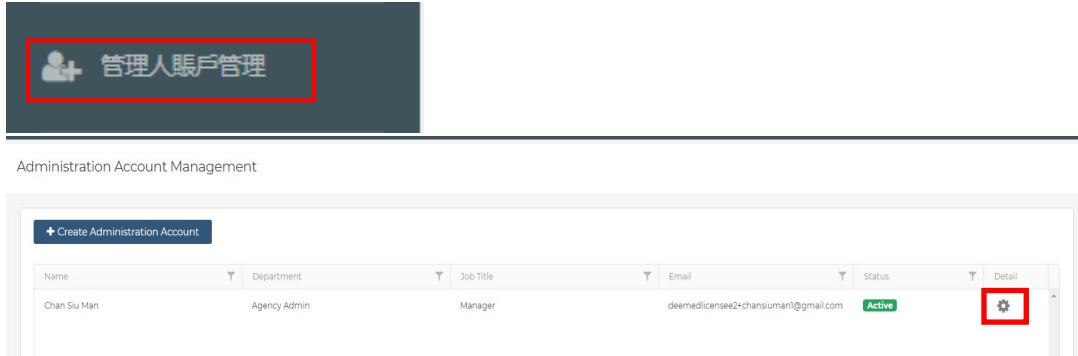 管理人賬戶管理
Administration Account Management
+ Create Administration Account
Name Department Job Title Email Status Detail
Chan Siu Man Agency Admin Manager deemedlicensee2+chansiuman1@gmail.com Active